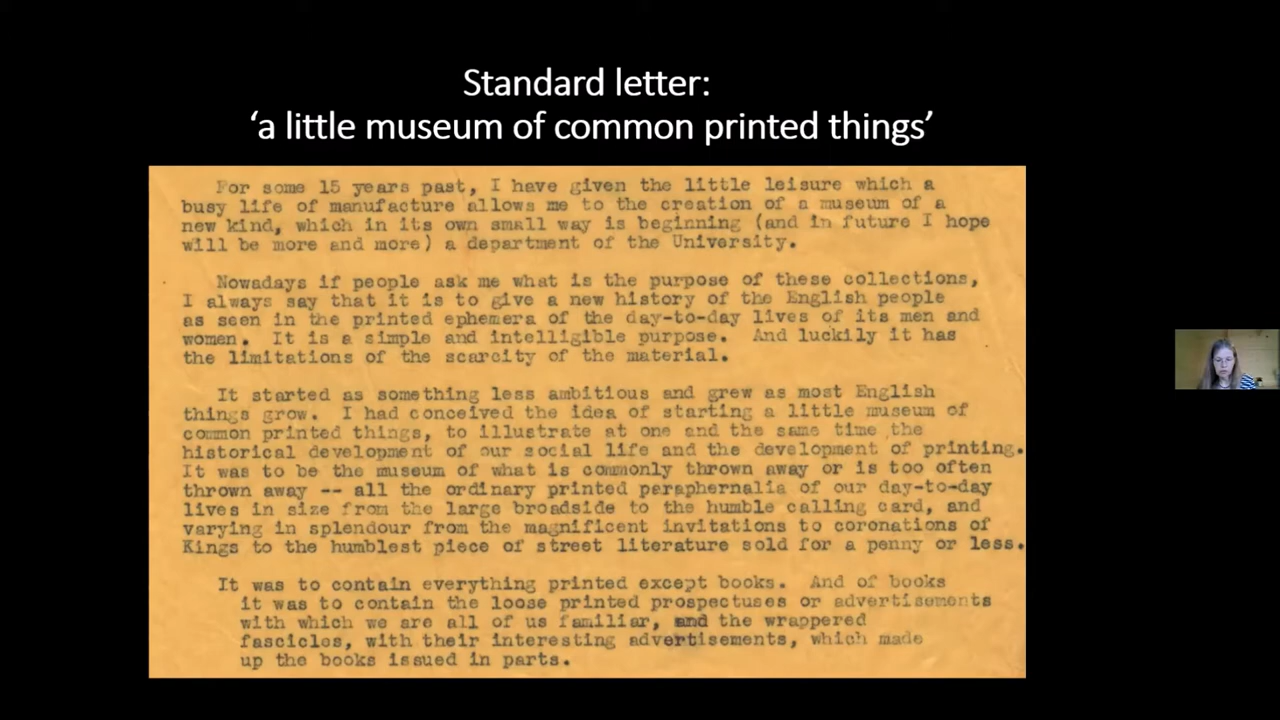 Standard letter:
‘a little museum of common printed things’
For some 15 years past, I have given the little leisure which a
busy life of manufacture allows me to the creation of a museum of a
new kind, which in its own small way is beginning (and in future I hope
will be more and more) a department of the University.
Nowadays if people ask me what is the purpose of these collections,
I always say that it is to give a new history of the English people
as seen in the printed ephemera of the day-to-day lives of its men and
women. It is a simple and intelligible purpose. And luckily it has
the limitations of the scarcity of the material.
It started as something less ambitious and grew as most English
things grow. I had conceived the idea of starting a little museum of
common printed things, to illustrate at one and the same time ,the
historical development of our social life and the development of printing.
It was to be the museum of what is commonly thrown away or is too often
thrown away -- all the ordinary printed paraphernalia of our day-to-day
lives in size from the large broadside to the humble calling card, and
varying in splendour from the magnificent invitations to coronations of
Kings to the humblest piece of street literature sold for a penny or less.
It was to contain everything printed except books. And of books
it was to contain the loose printed prospectuses or advertisements
with which we are all of us familiar, and the wrappered
fascicles, with their interesting advertisements, which made
up the books issued in parts.